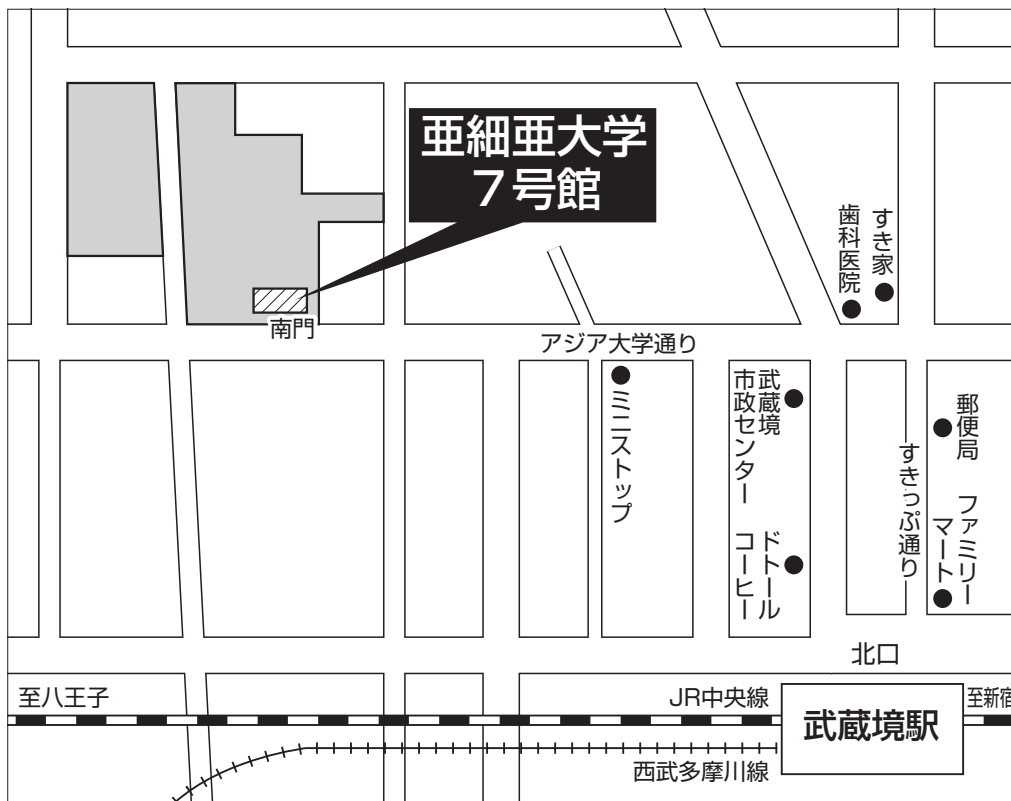 亜細亜大学
７号館
南門
アジア大学通り
歯科医院
すき家
ミニストップ
武蔵境
市政センター
ドトール
コーヒー
すきっぷ通り
郵便局
ファミリー
マート
北口
至八王子
JR中央線
至新宿
武蔵境駅
西武多摩川線